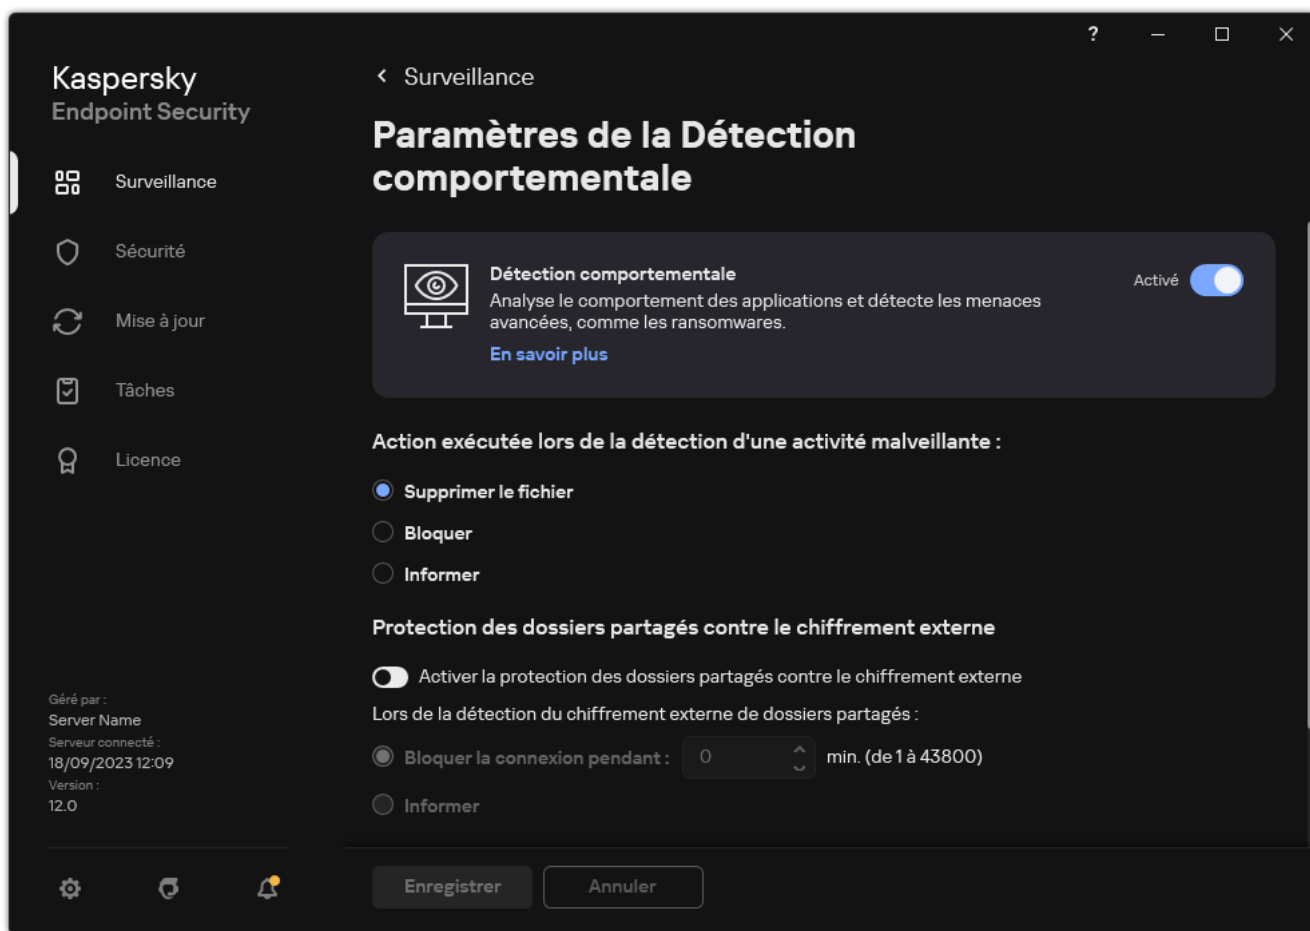 ?
Kaspersky
Endpoint Security
Surveillance
Sécurité
Mise à jour
Tâches
Licence
Géré par :
Server Name
Serveur connecté :
18/09/2023 12:09
Version :
12.0
Surveillance
Paramètres de la Détection
comportementale
Détection comportementale
Analyse le comportement des applications et détecte les menaces
avancées, comme les ransomwares.
En savoir plus
Activé
Action exécutée lors de la détection d'une activité malveillante :
Supprimer le fichier
Bloquer
Informer
Protection des dossiers partagés contre le chiffrement externe
Activer la protection des dossiers partagés contre le chiffrement externe
Lors de la détection du chiffrement externe de dossiers partagés :
Bloquer la connexion pendant : 0 min. (de 1 à 43800)
Informer
Enregistrer Annuler